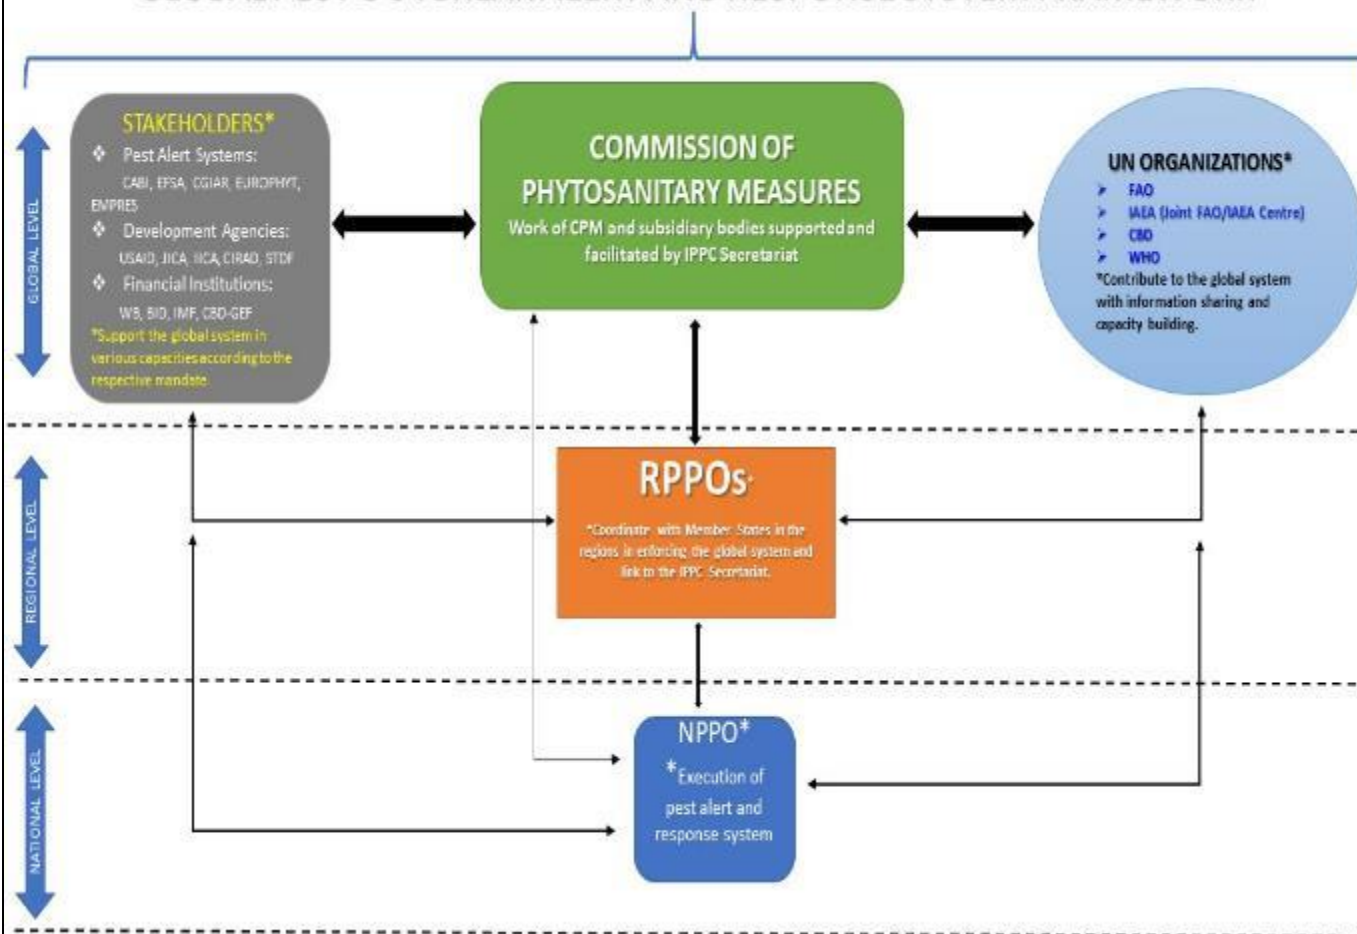 STAKEHOLDERS*
❖ Pest Alert Systems:
CABI, EFSA, CGIAR, EUROPHYT,
EMPRES
❖ Development Agencies:
USAID, JICA, IICA, CIRAD, STDF
❖ Financial Institutions:
WB, BID, IMF, CBD-GEF
*Support the global system in
various capacities according to the
respective mandate
COMMISSION OF
PHYTOSANITARY MEASURES
Work of CPM and subsidiary bodies supported and
facilitated by IPPC Secretariat
UN ORGANIZATIONS*
➢ FAO
➢ IAEA (Joint FAO/IAEA Centre)
➢ CBD
➢ WHO
*Contribute to the global system
with information sharing and
capacity building.
GLOBAL LEVEL
RPPOs*
*Coordinate with Member States in the
regions in enforcing the global system and
link to the IPPC Secretariat.
REGIONAL LEVEL
NPPO*
*Execution of
pest alert and
response system
NATIONAL LEVEL